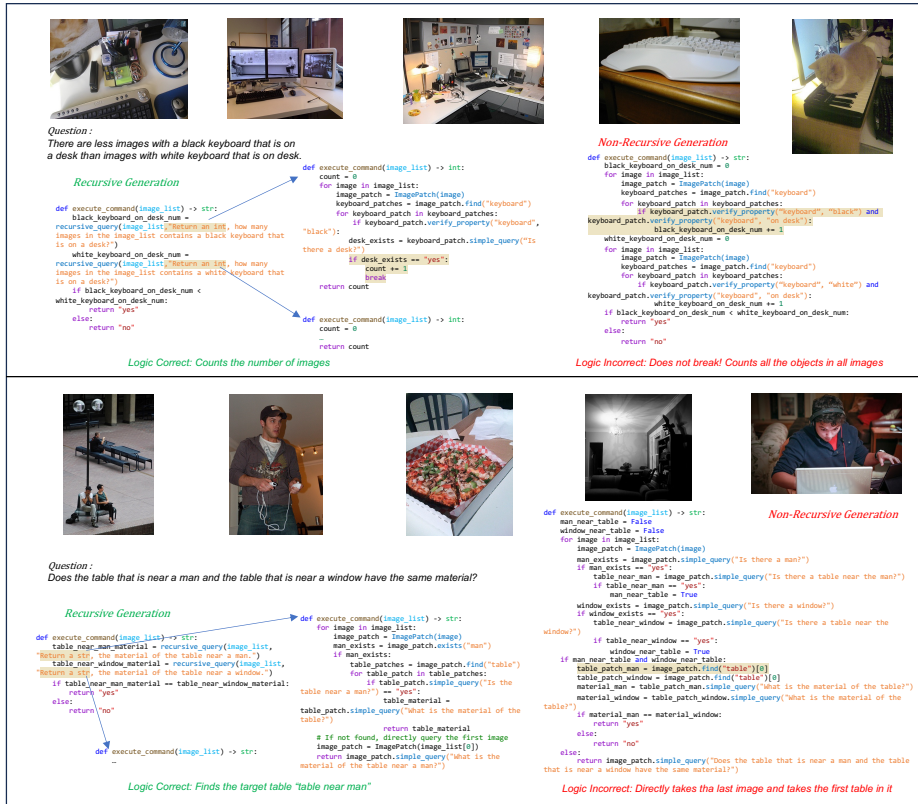 Question :
There are less images with a black keyboard that is on
a desk than images with white keyboard that is on desk.
Recursive Generation
def execute_command(image_list) -> str:
black_keyboard_on_desk_num =
recursive_query(image_list,"Return an int, how many
images in the image_list contains a black keyboard that
is on a desk?")
white_keyboard_on_desk_num =
recursive_query(image_list,"Return an int, how many
images in the image_list contains a white keyboard that
is on a desk?")
if black_keyboard_on_desk_num <
white_keyboard_on_desk_num:
return "yes"
else:
return "no"
def execute_command(image_list) -> int:
count = 0
for image in image_list:
image_patch = ImagePatch(image)
keyboard_patches = image_patch.find("keyboard")
for keyboard_patch in keyboard_patches:
if keyboard_patch.verify_property("keyboard",
"black"):
desk_exists = keyboard_patch.simple_query("Is
there a desk?")
if desk_exists == "yes":
count += 1
break
return count
def execute_command(image_list) -> int:
count = 0
…
return count
Logic Correct: Counts the number of images
Non-Recursive Generation
def execute_command(image_list) -> str:
black_keyboard_on_desk_num = 0
for image in image_list:
image_patch = ImagePatch(image)
keyboard_patches = image_patch.find("keyboard")
for keyboard_patch in keyboard_patches:
if keyboard_patch.verify_property("keyboard", "black") and
keyboard_patch.verify_property("keyboard", "on desk"):
black_keyboard_on_desk_num += 1
white_keyboard_on_desk_num = 0
for image in image_list:
image_patch = ImagePatch(image)
keyboard_patches = image_patch.find("keyboard")
for keyboard_patch in keyboard_patches:
if keyboard_patch.verify_property("keyboard", "white") and
keyboard_patch.verify_property("keyboard", "on desk"):
white_keyboard_on_desk_num += 1
if black_keyboard_on_desk_num < white_keyboard_on_desk_num:
return "yes"
else:
return "no"
Logic Incorrect: Does not break! Counts all the objects in all images
Question :
Does the table that is near a man and the table that is near a window have the same material?
Recursive Generation
def execute_command(image_list) -> str:
table_near_man_material = recursive_query(image_list,
"Return a str, the material of the table near a man.")
table_near_window_material = recursive_query(image_list,
"Return a str, the material of the table near a window.")
if table_near_man_material == table_near_window_material:
return "yes"
else:
return "no"
def execute_command(image_list) -> str:
…
def execute_command(image_list) -> str:
for image in image_list:
image_patch = ImagePatch(image)
man_exists = image_patch.exists("man")
if man_exists:
table_patches = image_patch.find("table")
for table_patch in table_patches:
if table_patch.simple_query("Is the
table near a man?") == "yes":
table_material =
table_patch.simple_query("What is the material of the
table?")
return table_material
# If not found, directly query the first image
image_patch = ImagePatch(image_list[0])
return image_patch.simple_query("What is the
material of the table near a man?")
Logic Correct: Finds the target table "table near man"
Non-Recursive Generation
def execute_command(image_list) -> str:
man_near_table = False
window_near_table = False
for image in image_list:
image_patch = ImagePatch(image)
man_exists = image_patch.simple_query("Is there a man?")
if man_exists == "yes":
table_near_man = image_patch.simple_query("Is there a table near the man?")
if table_near_man == "yes":
man_near_table = True
window_exists = image_patch.simple_query("Is there a window?")
if window_exists == "yes":
table_near_window = image_patch.simple_query("Is there a table near the
window?")
if table_near_window == "yes":
window_near_table = True
if man_near_table and window_near_table:
table_patch_man = image_patch.find("table")[0]
table_patch_window = image_patch.find("table")[0]
material_man = table_patch_man.simple_query("What is the material of the table?")
material_window = table_patch_window.simple_query("What is the material of the
table?")
if material_man == material_window:
return "yes"
else:
return "no"
else:
return image_patch.simple_query("Does the table that is near a man and the table
that is near a window have the same material?")
Logic Incorrect: Directly takes tha last image and takes the first table in it